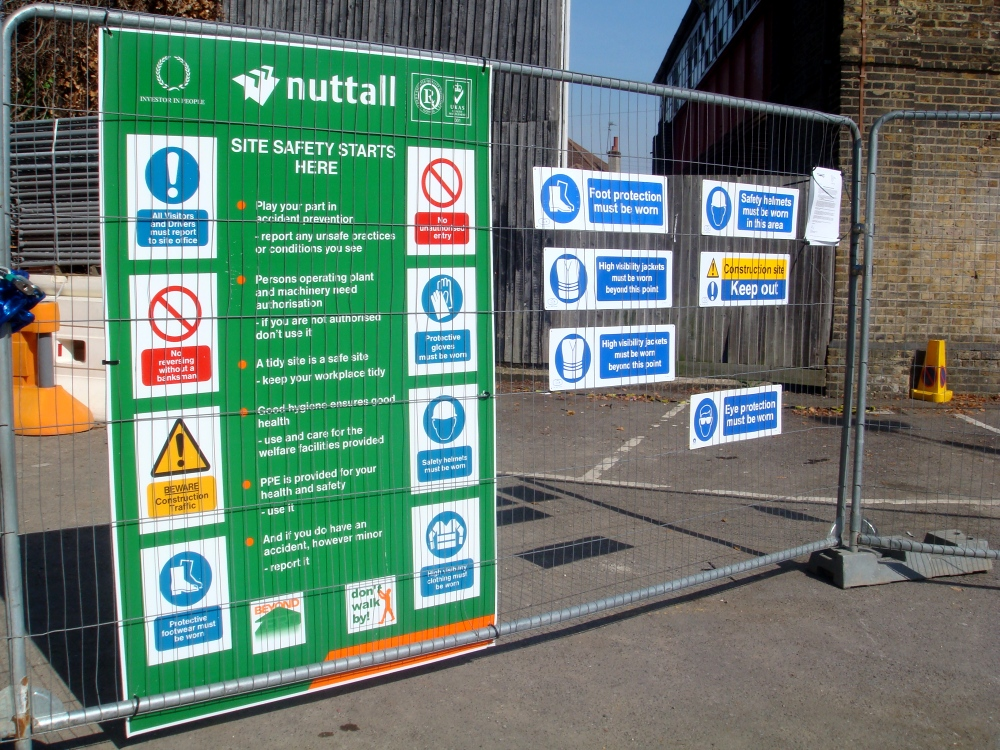 INVESTOR IN PEOPLE
nuttall
UKAS
SITE SAFETY STARTS
HERE
All Visitors
and Drivers
must report
to site office
No
reversing
without a
banksman
BEWARE
Construction
Traffic
Protective
footwear must
be worn
Play your part in
accident prevention
- report any unsafe practices
or conditions you see
Persons operating plant
and machinery need
authorisation
- if you are not authorised
don't use it
A tidy site is a safe site
- keep your workplace tidy
Good hygiene ensures good
health
- use and care for the
welfare facilities provided
PPE is provided for your
health and safety
- use it
And if you do have an
accident, however minor
- report it
BEYOND
don't
walk
by!
No
unauthorised
entry
Protective
gloves
must be worn
Safety helmets
must be worn
High visibility
clothing must
be worn
Foot protection
must be worn
High visibility jackets
must be worn
beyond this point
High visibility jackets
must be worn
beyond this point
Safety helmets
must be worn
in this area
Construction site
Keep out
Eye protection
must be worn